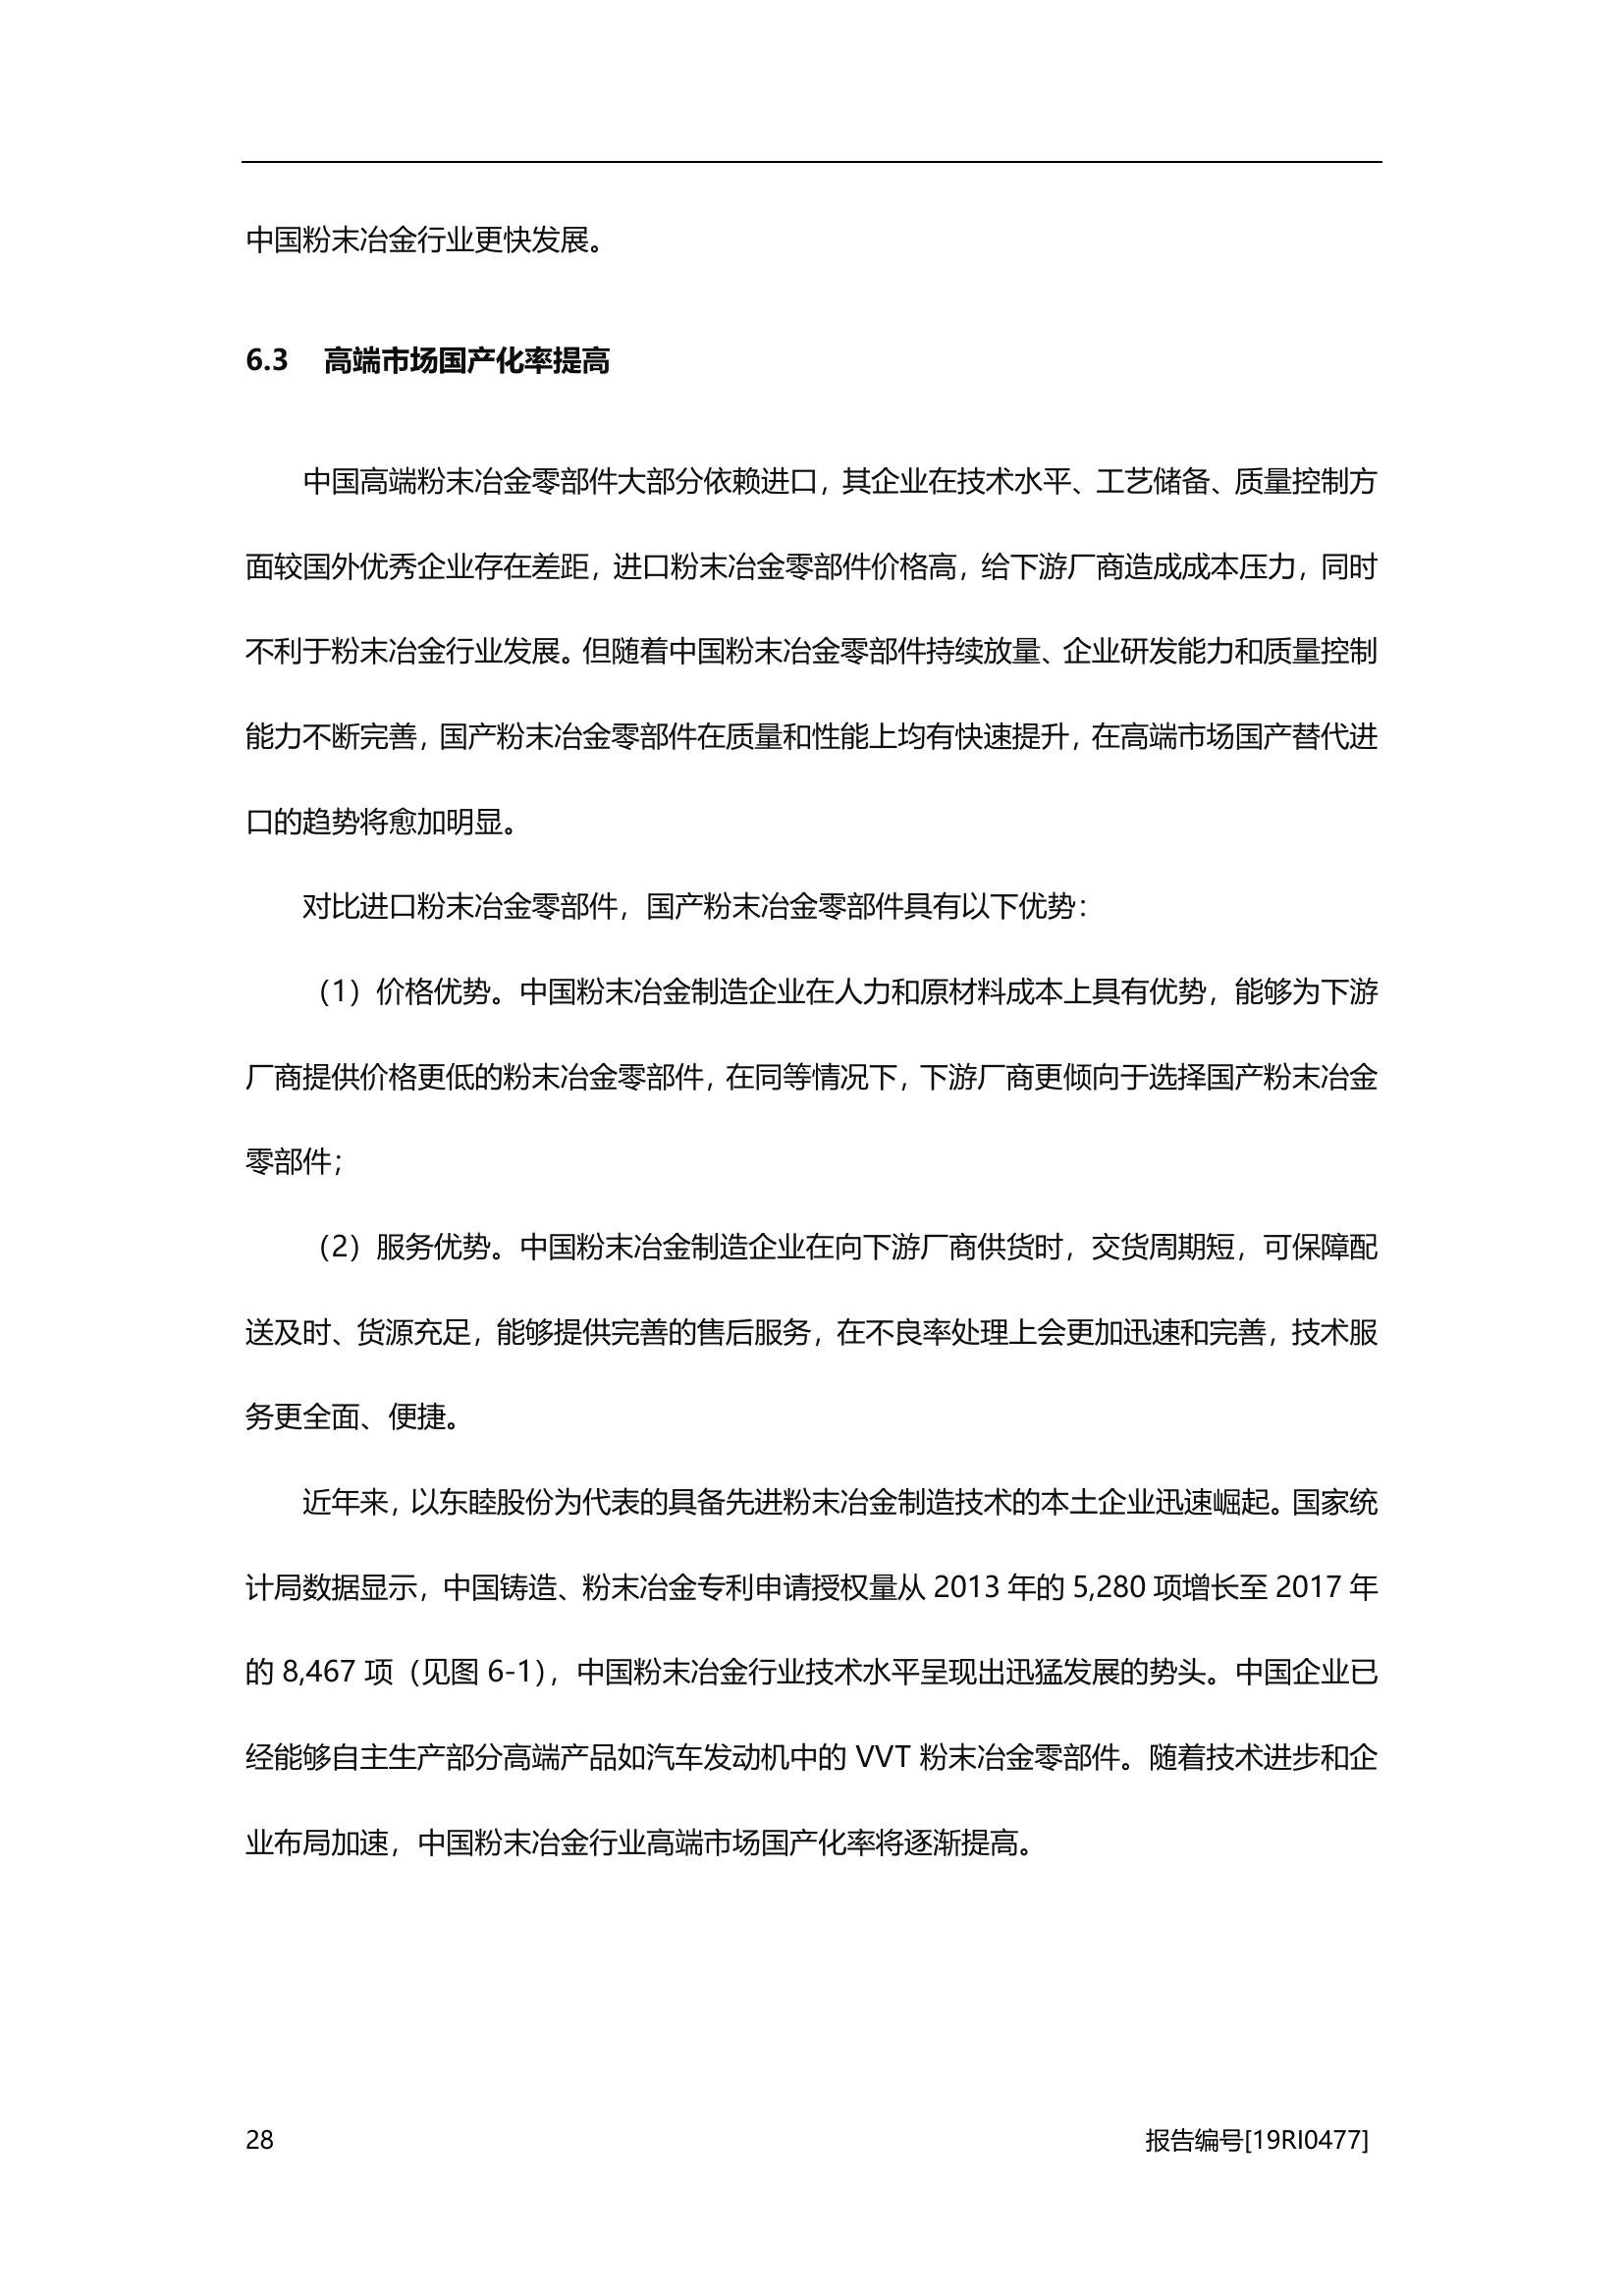 中国粉末冶金行业更快发展。
6.3 高端市场国产化率提高
中国高端粉末冶金零部件大部分依赖进口，其企业在技术水平、工艺储备、质量控制方
面较国外优秀企业存在差距，进口粉末冶金零部件价格高，给下游厂商造成成本压力，同时
不利于粉末冶金行业发展。但随着中国粉末冶金零部件持续放量、企业研发能力和质量控制
能力不断完善，国产粉末冶金零部件在质量和性能上均有快速提升，在高端市场国产替代进
口的趋势将愈加明显。
对比进口粉末冶金零部件，国产粉末冶金零部件具有以下优势：
（1）价格优势。中国粉末冶金制造企业在人力和原材料成本上具有优势，能够为下游
厂商提供价格更低的粉末冶金零部件，在同等情况下，下游厂商更倾向于选择国产粉末冶金
零部件；
（2）服务优势。中国粉末冶金制造企业在向下游厂商供货时，交货周期短，可保障配
送及时、货源充足，能够提供完善的售后服务，在不良率处理上会更加迅速和完善，技术服
务更全面、便捷。
近年来，以东睦股份为代表的具备先进粉末冶金制造技术的本土企业迅速崛起。国家统
计局数据显示，中国铸造、粉末冶金专利申请授权量从 2013 年的 5,280 项增长至 2017 年
的 8,467 项（见图 6-1），中国粉末冶金行业技术水平呈现出迅猛发展的势头。中国企业已
经能够自主生产部分高端产品如汽车发动机中的 VVT 粉末冶金零部件。随着技术进步和企
业布局加速，中国粉末冶金行业高端市场国产化率将逐渐提高。
28 报告编号[19RI0477]